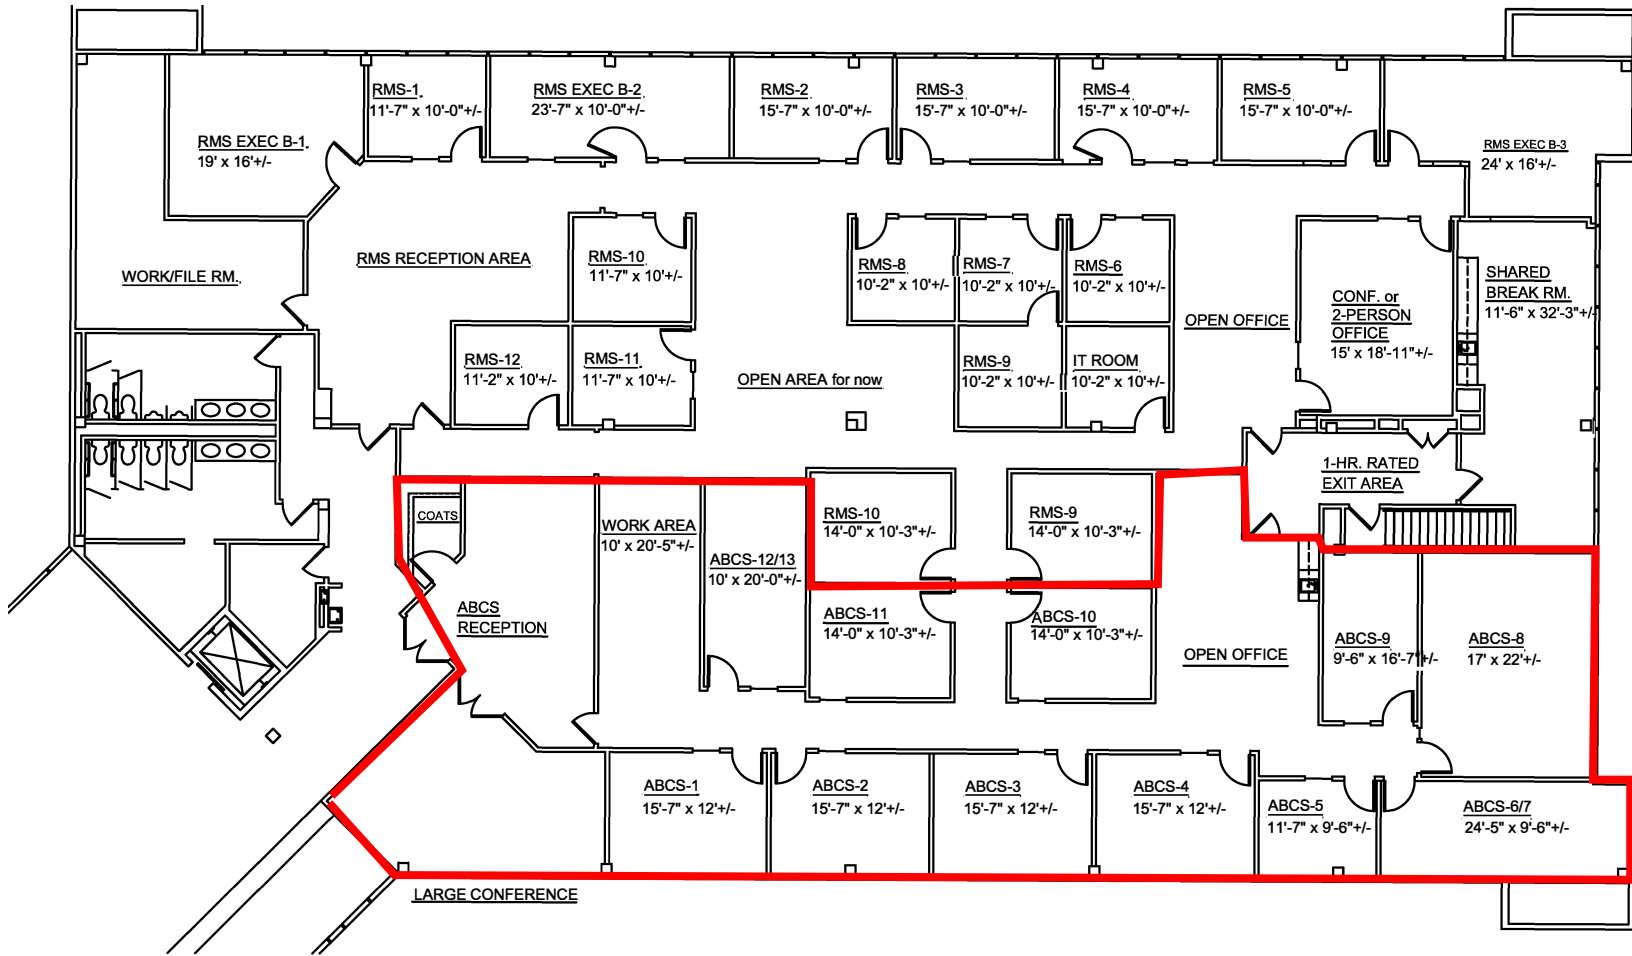 RMS-1
11'-7" x 10'-0"+/-
RMS EXEC B-2
23'-7" x 10'-0"+/-
RMS-2
15'-7" x 10'-0"+/-
RMS-3
15'-7" x 10'-0"+/-
RMS-4
15'-7" x 10'-0"+/-
RMS-5
15'-7" x 10'-0"+/-
RMS EXEC B-1
19' x 16'+/-
RMS EXEC B-3
24' x 16'+/-
WORK/FILE RM.
RMS RECEPTION AREA
RMS-10
11'-7" x 10'+/-
RMS-8
10'-2" x 10'+/-
RMS-7
10'-2" x 10'+/-
RMS-6
10'-2" x 10'+/-
OPEN OFFICE
CONF. or
2-PERSON
OFFICE
15' x 18'-11"+/-
SHARED
BREAK RM.
11'-6" x 32'-3"+/-
RMS-12
11'-2" x 10'+/-
RMS-11
11'-7" x 10'+/-
OPEN AREA for now
RMS-9
10'-2" x 10'+/-
IT ROOM
10'-2" x 10'+/-
1-HR. RATED
EXIT AREA
COATS
WORK AREA
10' x 20'-5"+/-
ABCS-12/13
10' x 20'-0"+/-
RMS-10
14'-0" x 10'-3"+/-
RMS-9
14'-0" x 10'-3"+/-
ABCS
RECEPTION
ABCS-11
14'-0" x 10'-3"+/-
ABCS-10
14'-0" x 10'-3"+/-
OPEN OFFICE
ABCS-9
9'-6" x 16'-7"+/-
ABCS-8
17' x 22'+/-
ABCS-1
15'-7" x 12'+/-
ABCS-2
15'-7" x 12'+/-
ABCS-3
15'-7" x 12'+/-
ABCS-4
15'-7" x 12'+/-
ABCS-5
11'-7" x 9'-6"+/-
ABCS-6/7
24'-5" x 9'-6"+/-
LARGE CONFERENCE